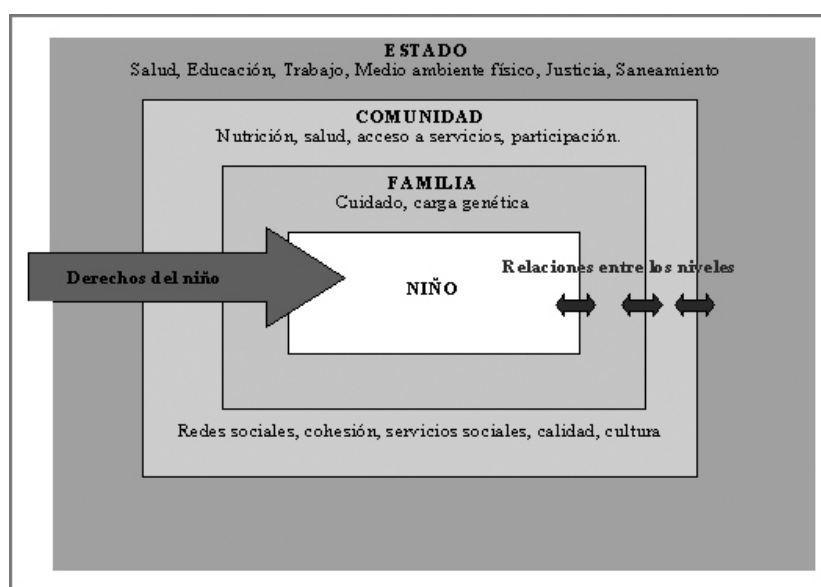 ESTADO
Salud, Educación, Trabajo, Medio ambiente físico, Justicia, Saneamiento
COMUNIDAD
Nutrición, salud, acceso a servicios, participación.
FAMILIA
Cuidado, carga genética
Derechos del niño
NIÑO
Relaciones entre los niveles
Redes sociales, cohesión, servicios sociales, calidad, cultura